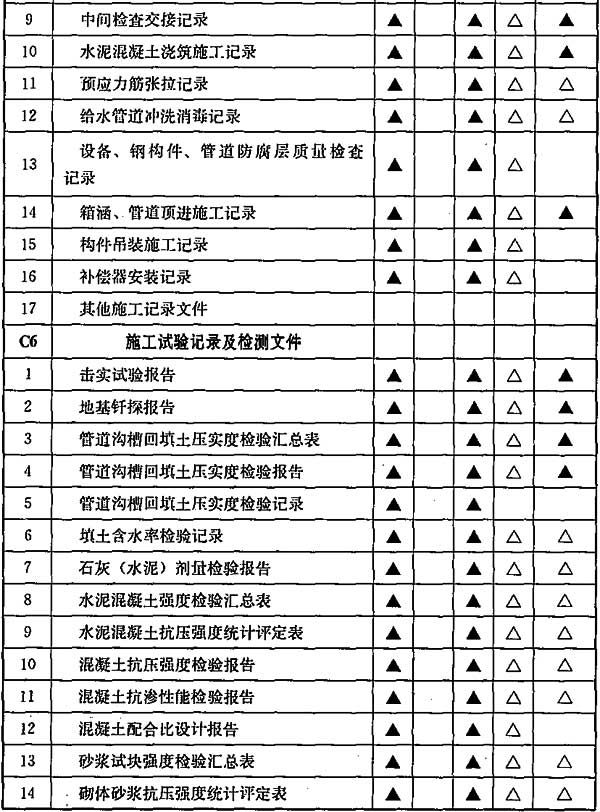 9 中间检查交接记录 ▲ ▲ △ ▲
10 水泥混凝土浇筑施工记录 ▲ ▲ △ ▲
11 预应力筋张拉记录 ▲ ▲ △ △
12 给水管道冲洗消毒记录 ▲ ▲ △ △
13 设备、钢构件、管道防腐层质量检查
记录 ▲ ▲ △
14 箱涵、管道顶进施工记录 ▲ ▲ △ ▲
15 构件吊装施工记录 ▲ ▲ △
16 补偿器安装记录 ▲ ▲ △
17 其他施工记录文件
C6 施工试验记录及检测文件
1 击实试验报告 ▲ ▲ △ ▲
2 地基钎探报告 ▲ ▲ △ ▲
3 管道沟槽回填土压实度检验汇总表 ▲ ▲ △ ▲
4 管道沟槽回填土压实度检验报告 ▲ ▲ △ ▲
5 管道沟槽回填土压实度检验记录 ▲ ▲
6 填土含水率检验记录 ▲ ▲ △ △
7 石灰（水泥）剂量检验报告 ▲ ▲ △ △
8 水泥混凝土强度检验汇总表 ▲ ▲ △ △
9 水泥混凝土抗压强度统计评定表 ▲ ▲ △ △
10 混凝土抗压强度检验报告 ▲ ▲ △ △
11 混凝土抗渗性能检验报告 ▲ ▲ △ △
12 混凝土配合比设计报告 ▲ ▲ △
13 砂浆试块强度检验汇总表 ▲ ▲ △ △
14 砌体砂浆抗压强度统计评定表 ▲ ▲ △ △